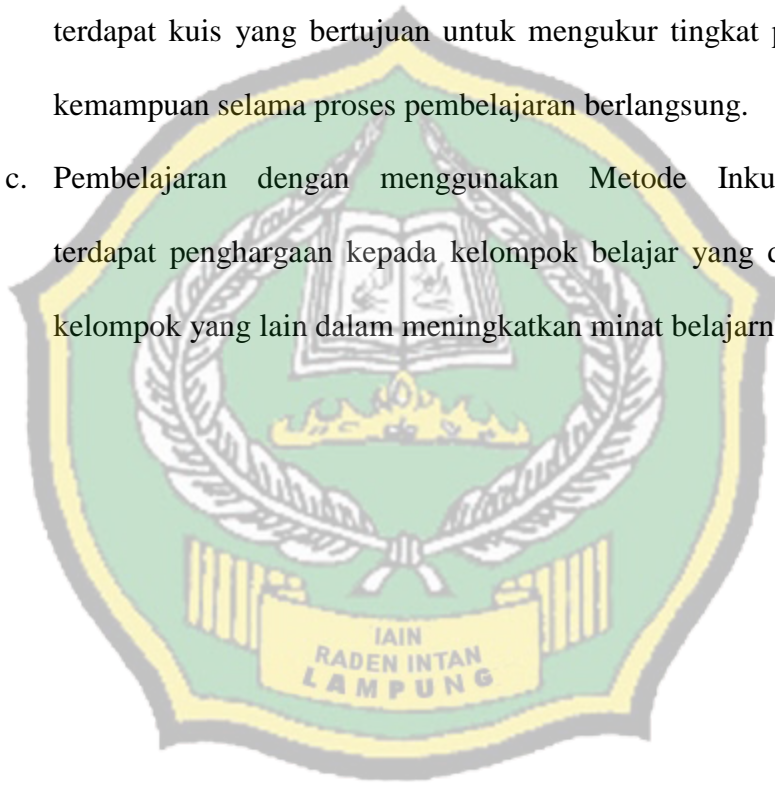 terdapat kuis yang bertujuan untuk mengukur tingkat
kemampuan selama proses pembelajaran berlangsung.
c. Pembelajaran dengan menggunakan Metode
terdapat penghargaan kepada kelompok belajar yang
kelompok yang lain dalam meningkatkan minat
IAIN
RADEN INTAN
LAMPUNG